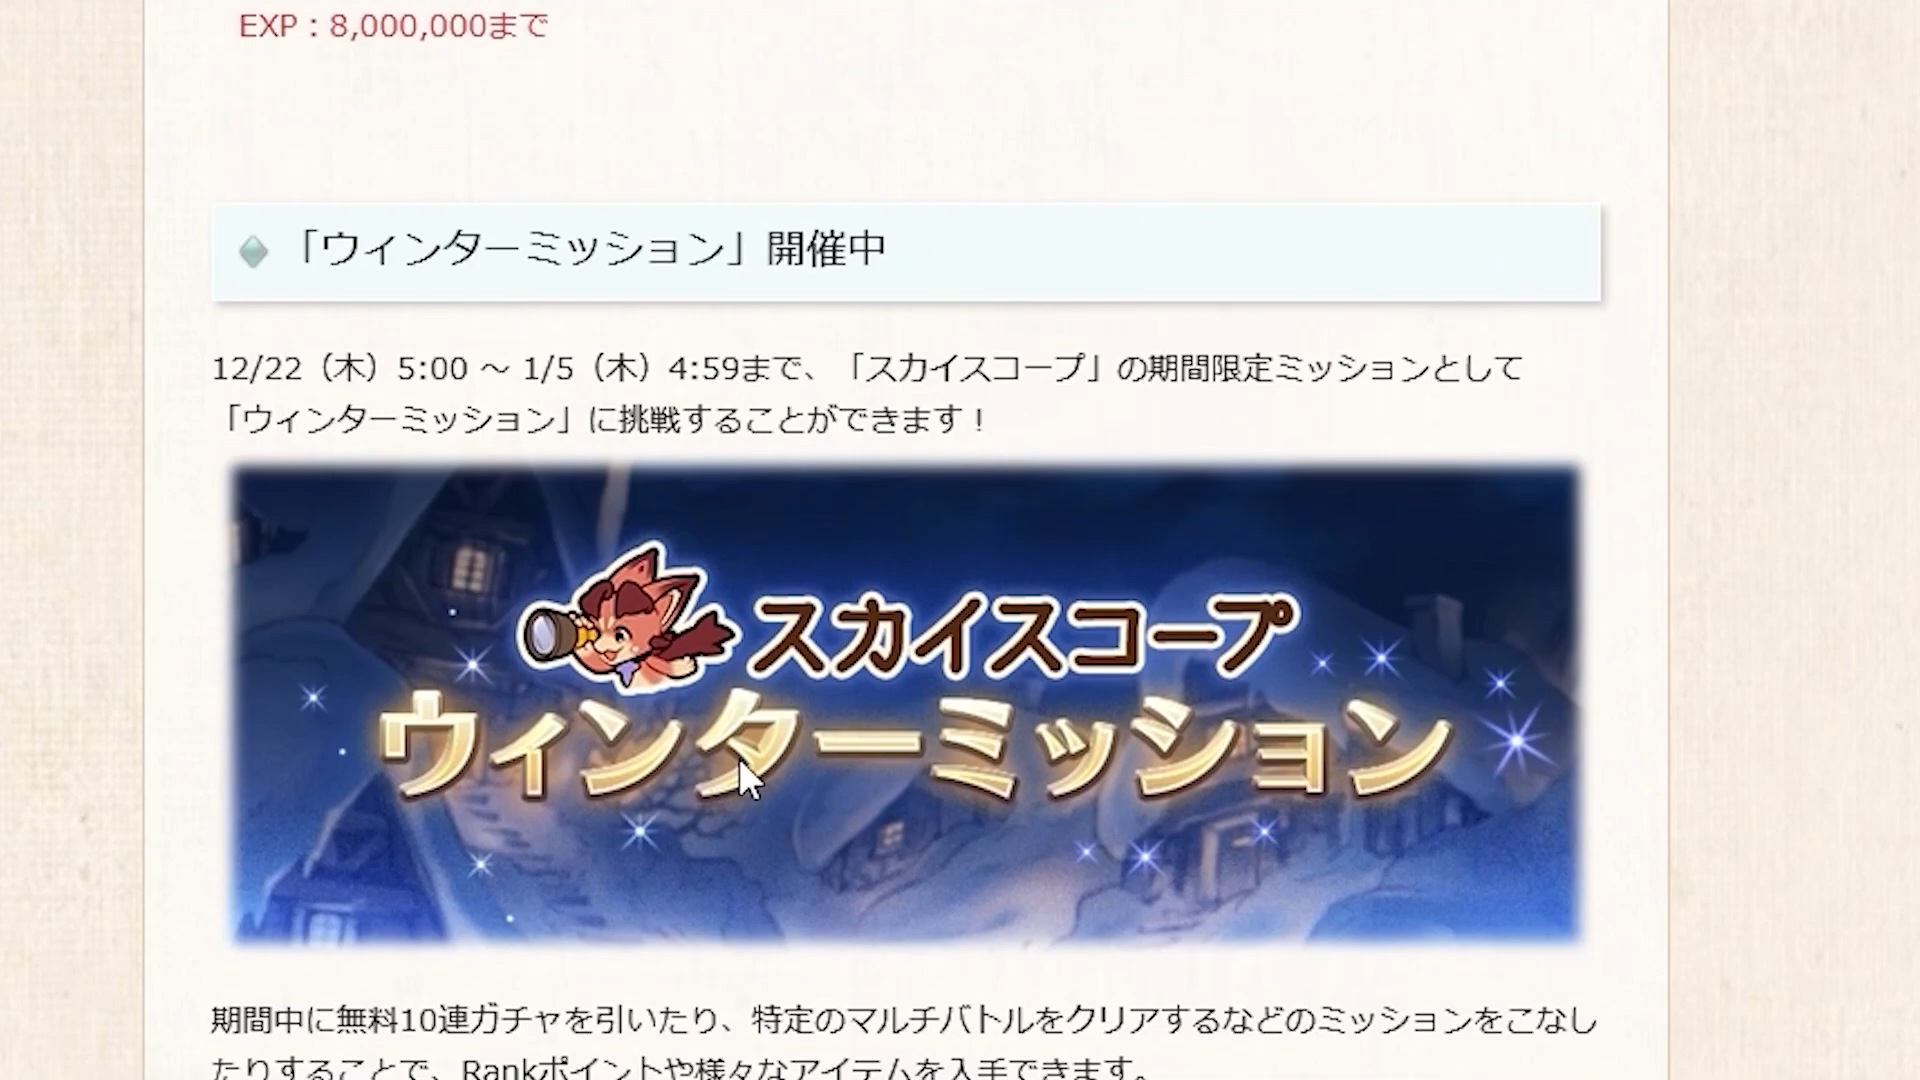 EXP：8,000,000まで
「ウィンターミッション」開催中
12/22（木）5:00 ～ 1/5（木）4:59まで、「スカイスコープ」の期間限定ミッションとして
「ウィンターミッション」に挑戦することができます！
スカイスコープ
ウィンターミッション
期間中に無料10連ガチャを引いたり、特定のマルチバトルをクリアするなどのミッションをこなし
たりすることで、Rankポイントや様々なアイテムを入手できます。